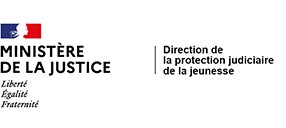 MINISTÈRE
DE LA JUSTICE
Liberté
Égalité
Fraternité
Direction de
la protection judiciaire
de la jeunesse